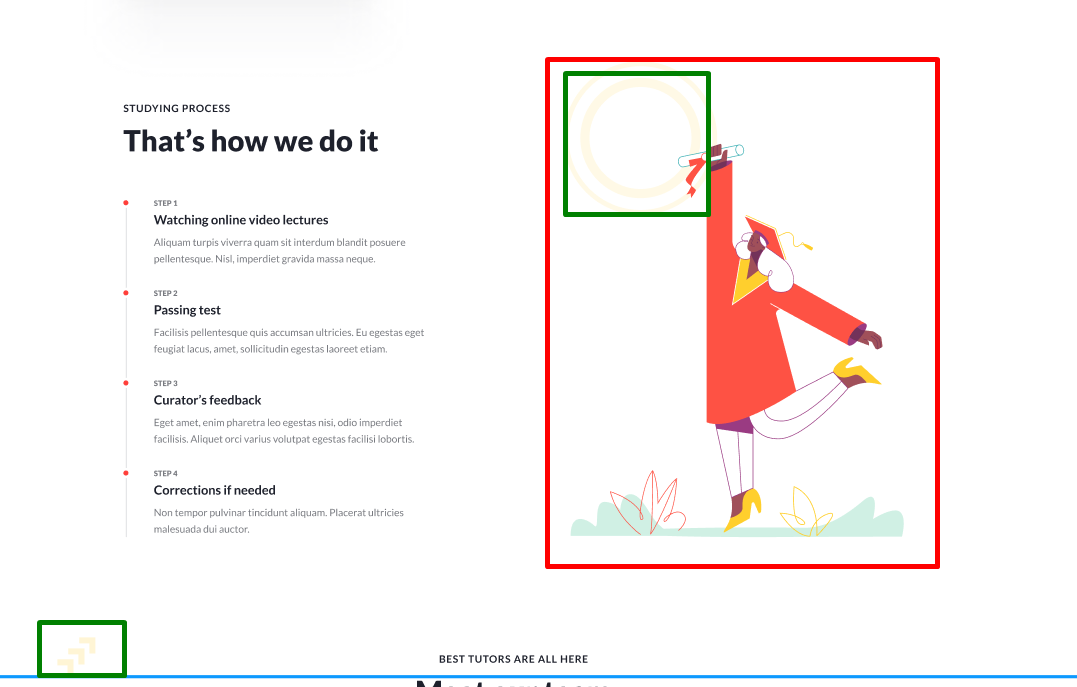 STUDYING PROCESS
That’s how we do it
STEP 1
Watching online video lectures
Aliquam turpis viverra quam sit interdum blandit posuere
pellentesque. Nisl, imperdiet gravida massa neque.
STEP 2
Passing test
Facilisis pellentesque quis accumsan ultricies. Eu egestas eget
feugiat lacus, amet, sollicitudin egestas laoreet etiam.
STEP 3
Curator’s feedback
Eget amet, enim pharetra leo egestas nisi, odio imperdiet
facilisis. Aliquet orci varius volutpat egestas facilisi lobortis.
STEP 4
Corrections if needed
Non tempor pulvinar tincidunt aliquam. Placerat ultricies
malesuada dui auctor.
BEST TUTORS ARE ALL HERE